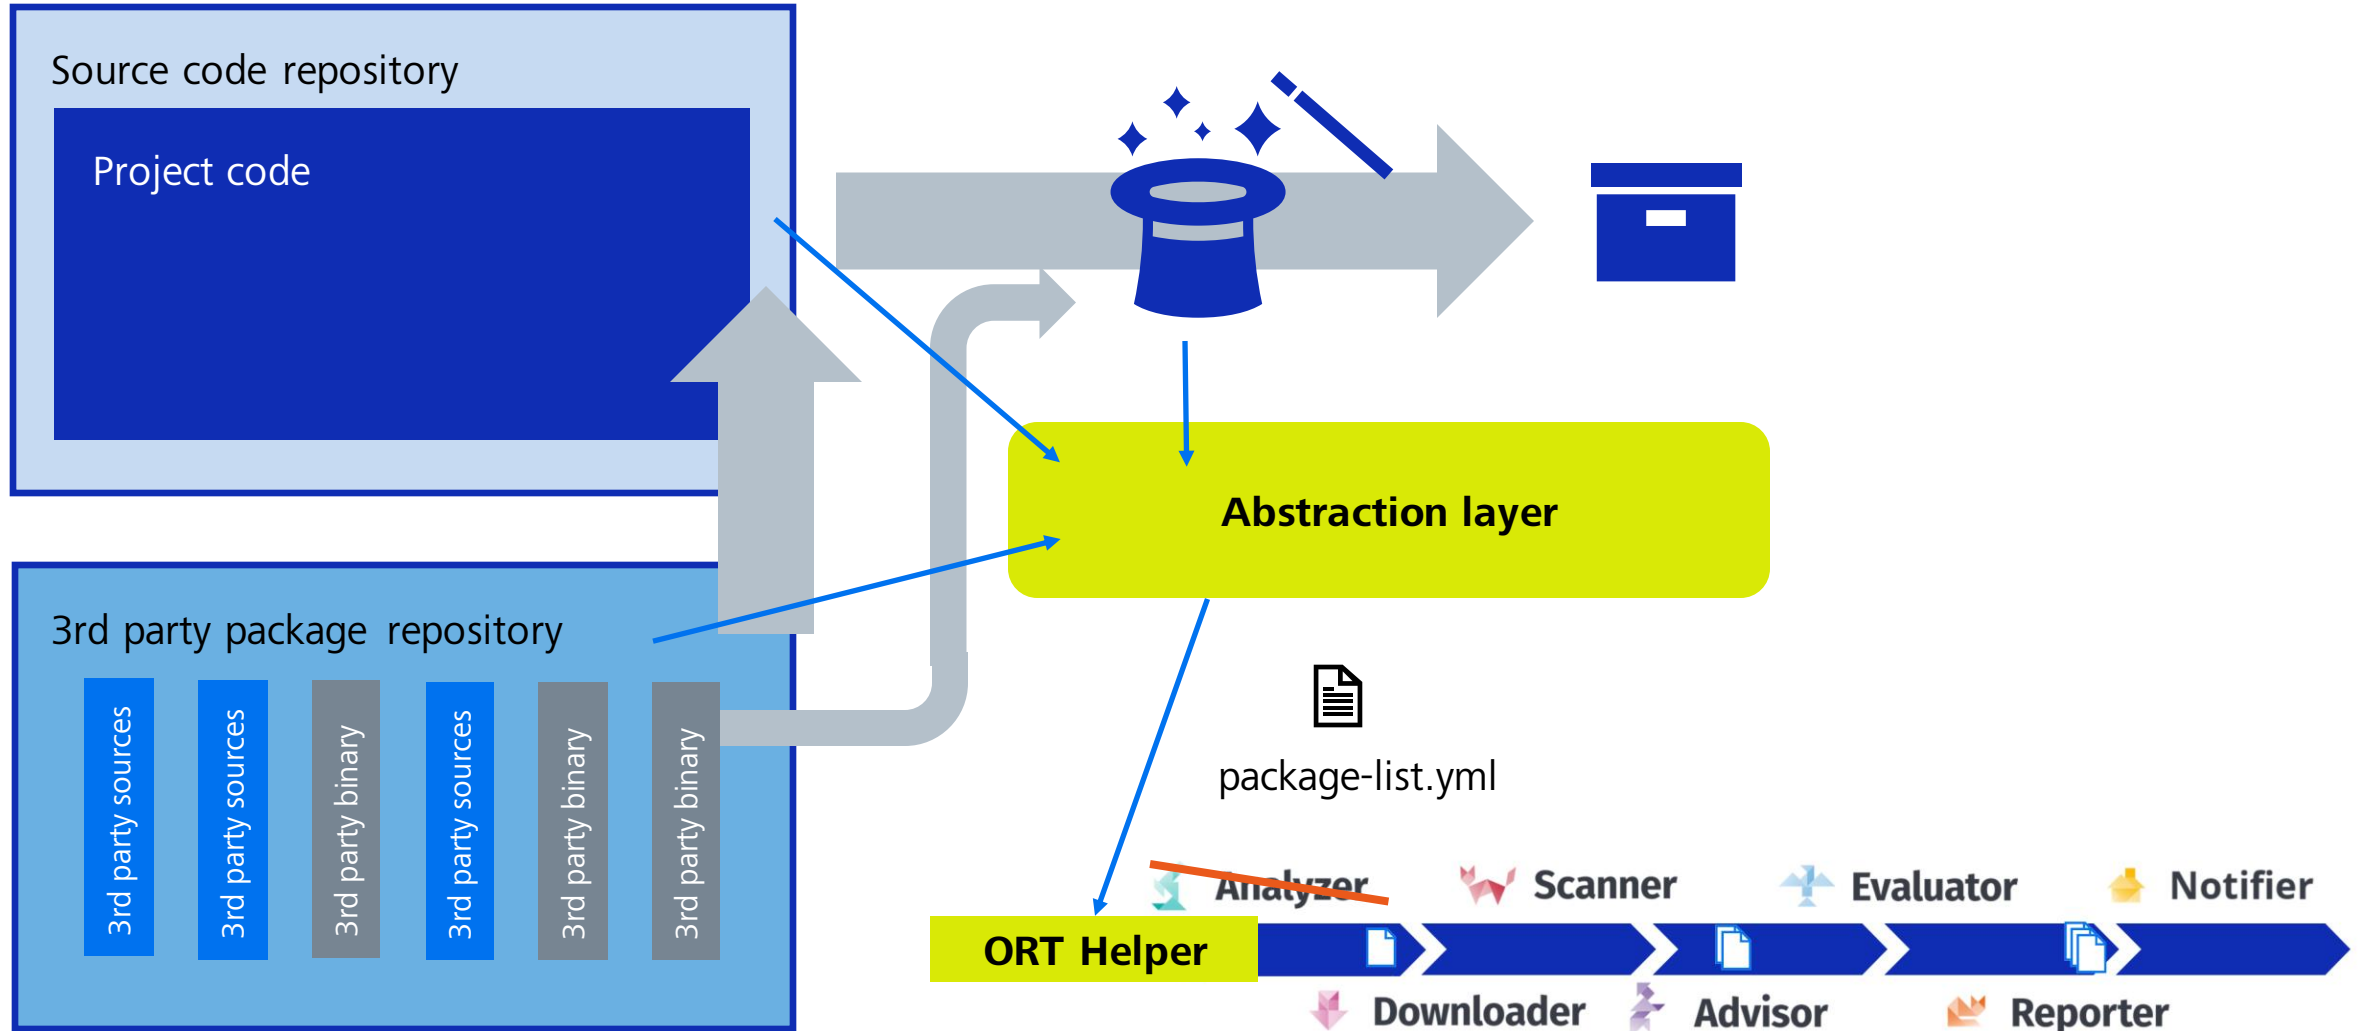 Source code repository
Project code
3rd party package repository
3rd party sources
3rd party sources
3rd party binary
3rd party sources
3rd party binary
3rd party binary
Abstraction layer
package-list.yml
Analyzer
Scanner
Evaluator
Notifier
ORT Helper
Downloader
Advisor
Reporter